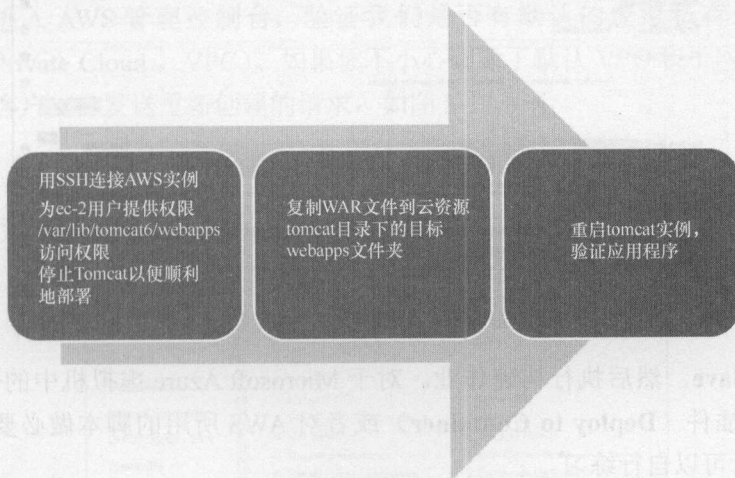 用SSH连接AWS实例
为ec-2用户提供权限
/var/lib/tomcat6/webapps
访问权限
停止Tomcat以便顺利
地部署
复制WAR文件到云资源
tomcat目录下的目标
webapps文件夹
重启tomcat实例，
验证应用程序